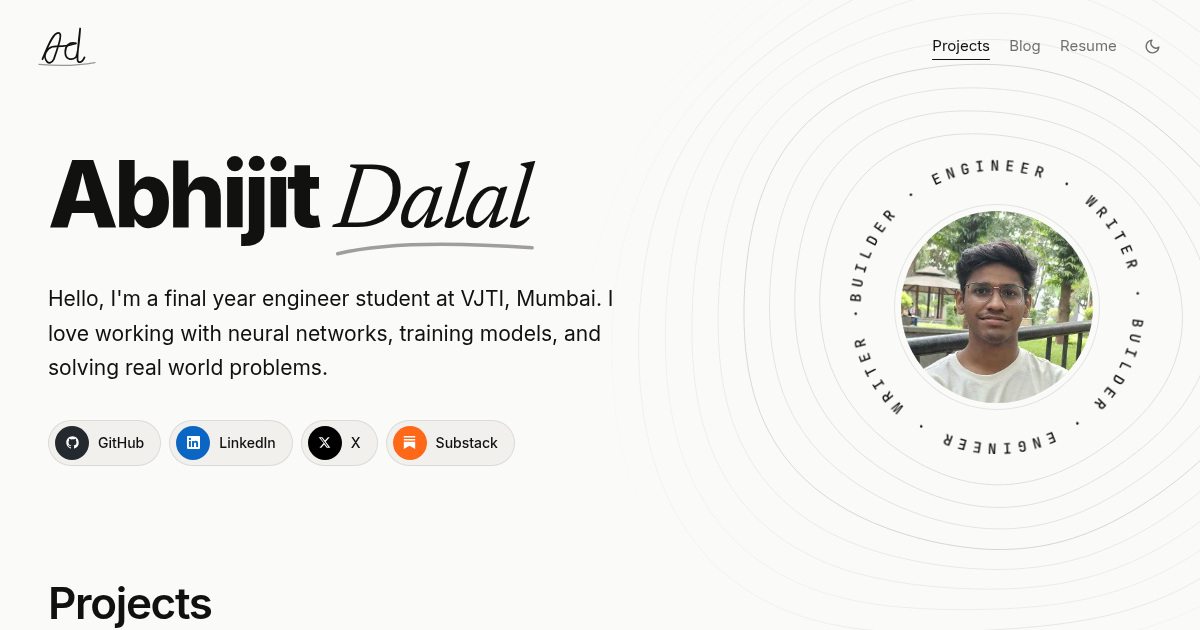 Ad
Projects Blog Resume
Abhijit Dalal
ENGINEER · WRITER · BUILDER · ENGINEER · WRITER · BUILDER ·
Hello, I'm a final year engineer student at VJTI, Mumbai. I
love working with neural networks, training models, and
solving real world problems.
GitHub LinkedIn X Substack
Projects